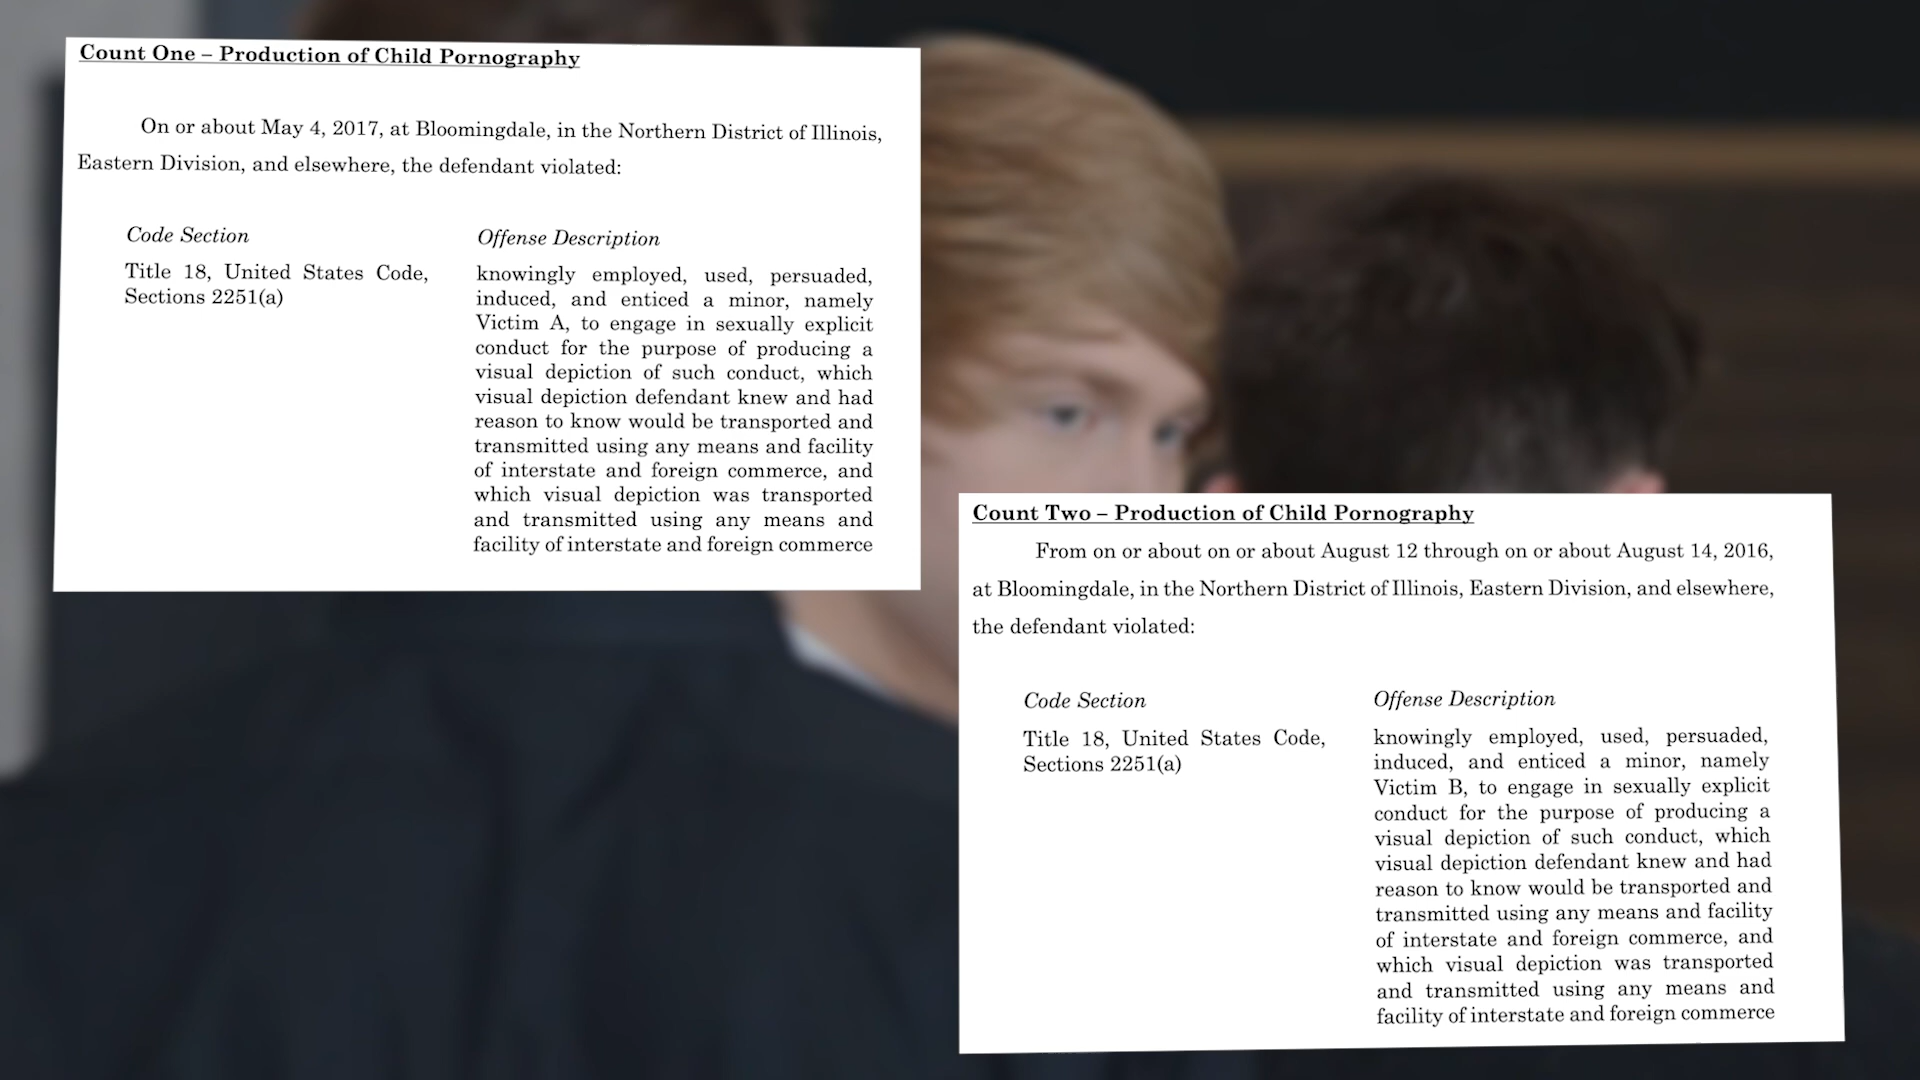 Count One – Production of Child Pornography
On or about May 4, 2017, at Bloomingdale, in the Northern District of Illinois,
Eastern Division, and elsewhere, the defendant violated:
Code Section
Title 18, United States Code,
Sections 2251(a)
Offense Description
knowingly employed, used, persuaded,
induced, and enticed a minor, namely
Victim A, to engage in sexually explicit
conduct for the purpose of producing a
visual depiction of such conduct, which
visual depiction defendant knew and had
reason to know would be transported and
transmitted using any means and facility
of interstate and foreign commerce, and
which visual depiction was transported
and transmitted using any means and
facility of interstate and foreign commerce
Count Two – Production of Child Pornography
From on or about on or about August 12 through on or about August 14, 2016,
at Bloomingdale, in the Northern District of Illinois, Eastern Division, and elsewhere,
the defendant violated:
Code Section
Title 18, United States Code,
Sections 2251(a)
Offense Description
knowingly employed, used, persuaded,
induced, and enticed a minor, namely
Victim B, to engage in sexually explicit
conduct for the purpose of producing a
visual depiction of such conduct, which
visual depiction defendant knew and had
reason to know would be transported and
transmitted using any means and facility
of interstate and foreign commerce, and
which visual depiction was transported
and transmitted using any means and
facility of interstate and foreign commerce